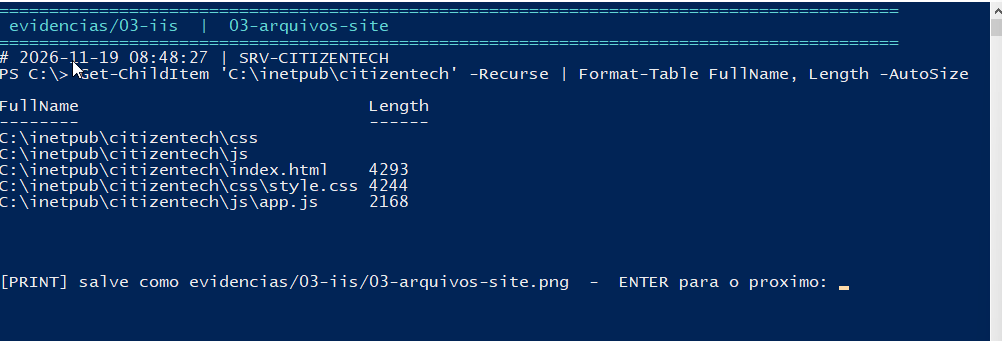 ==========================================================================================
evidencias/03-iis | 03-arquivos-site
==========================================================================================
# 2026-11-19 08:48:27 | SRV-CITIZENTECH
PS C:\> Get-ChildItem 'C:\inetpub\citizentech' -Recurse | Format-Table FullName, Length -AutoSize
FullName Length
-------- ------
C:\inetpub\citizentech\css
C:\inetpub\citizentech\js
C:\inetpub\citizentech\index.html 4293
C:\inetpub\citizentech\css\style.css 4244
C:\inetpub\citizentech\js\app.js 2168
[PRINT] salve como evidencias/03-iis/03-arquivos-site.png - ENTER para o proximo: _